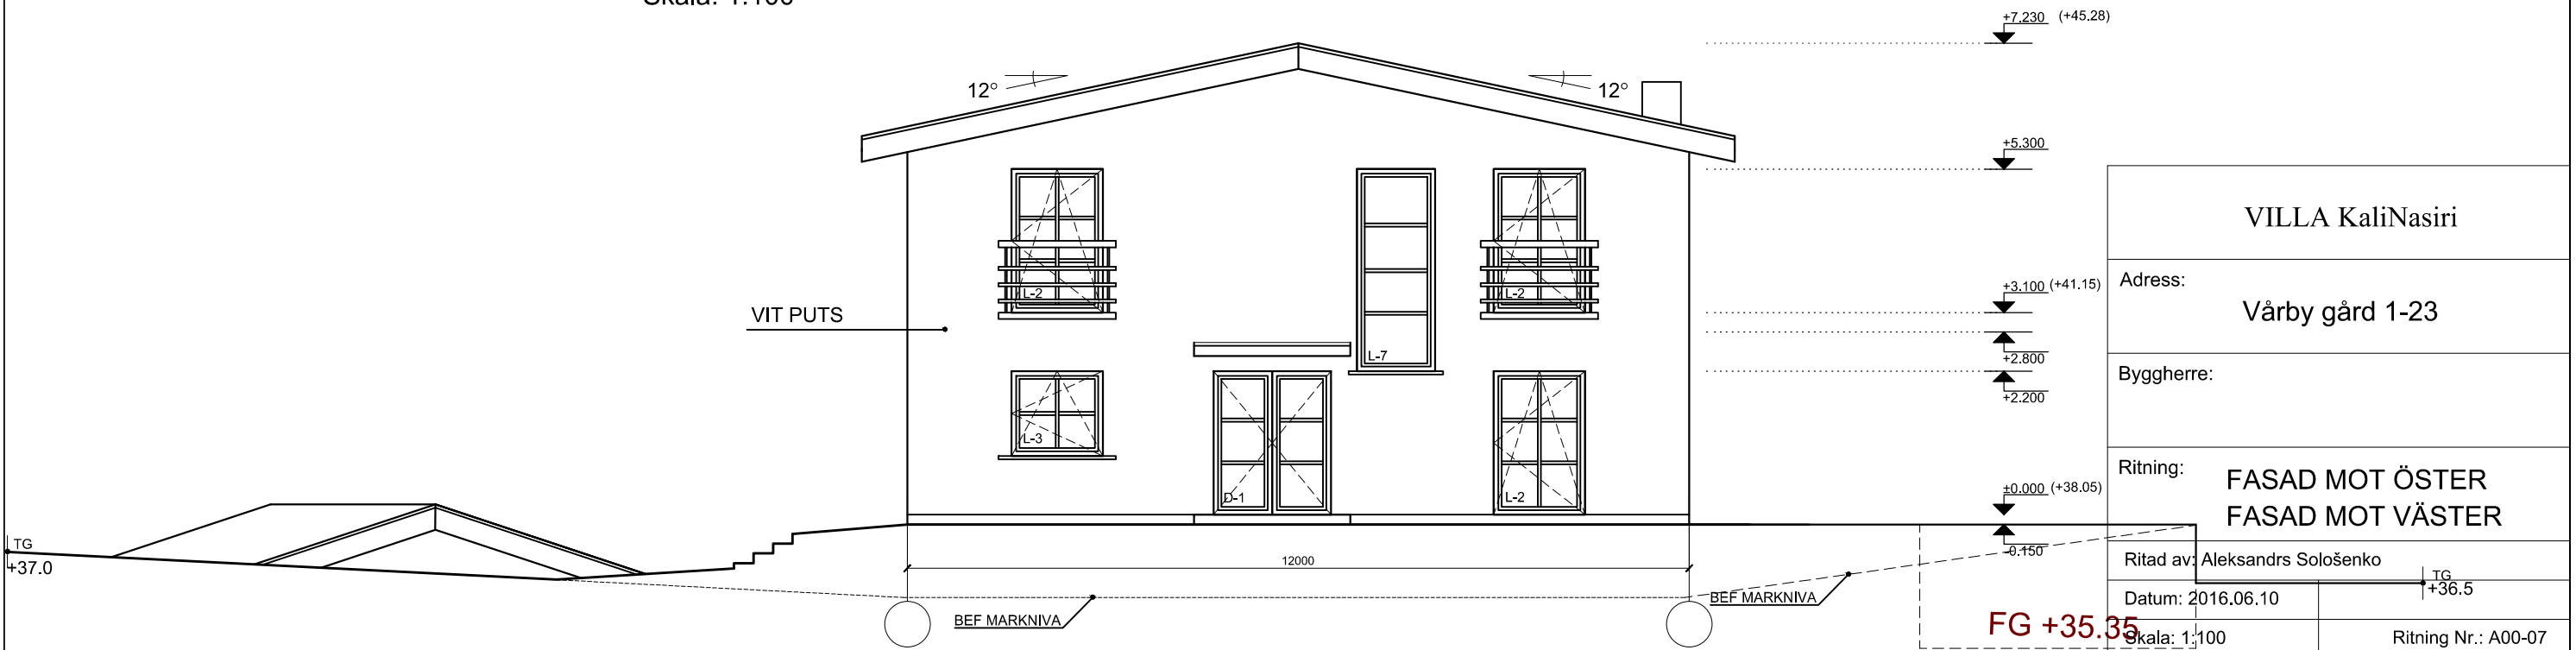 Skala: 1:100
+7.230 (+45.28)
12°
12°
+5.300
VILLA KaliNasiri
Adress:
Vårby gård 1-23
+3.100 (+41.15)
L-2
L-2
VIT PUTS
L-7
+2.800
+2.200
Byggherre:
L-3
D-1
L-2
±0.000 (+38.05)
Ritning:
FASAD MOT ÖSTER
FASAD MOT VÄSTER
TG
+37.0
-0.150
12000
Ritad av: Aleksandrs Sološenko
TG
+36.5
BEF MARKNIVA
BEF MARKNIVA
Datum: 2016.06.10
FG +35.35
Skala: 1:100
Ritning Nr.: A00-07